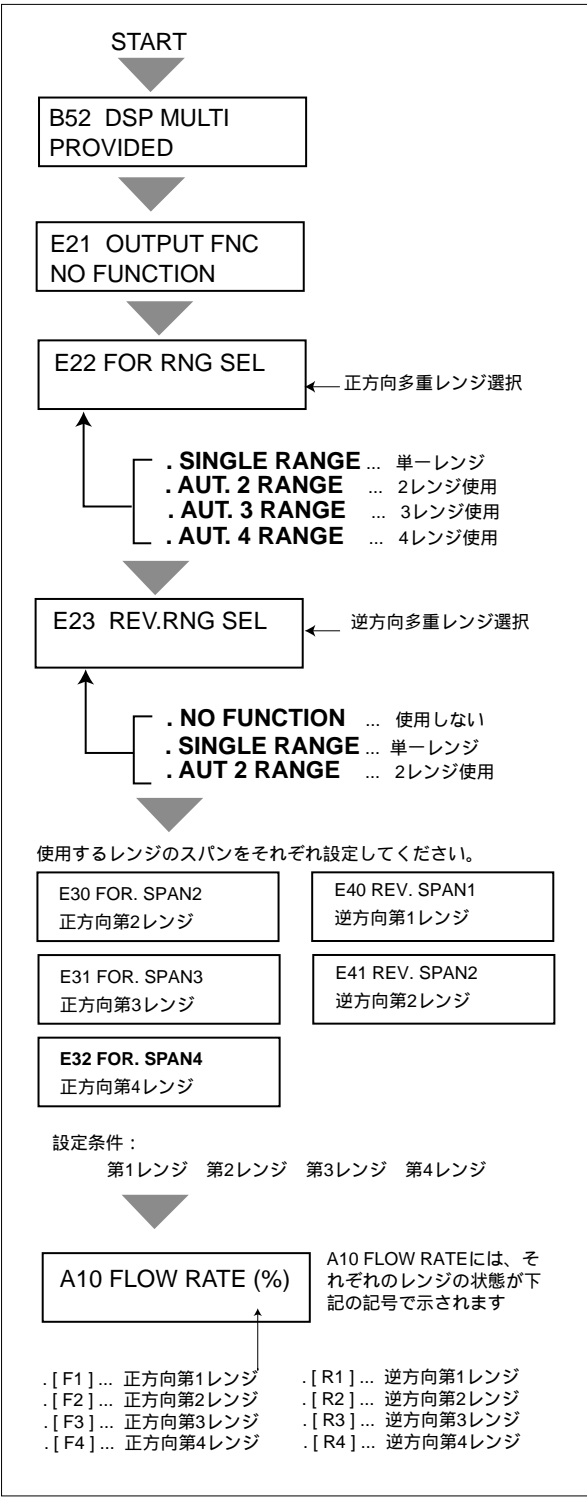 START
B52 DSP MULTI
PROVIDED
E21 OUTPUT FNC
NO FUNCTION
E22 FOR RNG SEL
正方向多重レンジ選択
. SINGLE RANGE ... 単一レンジ
. AUT. 2 RANGE ... 2レンジ使用
. AUT. 3 RANGE ... 3レンジ使用
. AUT. 4 RANGE ... 4レンジ使用
E23 REV.RNG SEL
逆方向多重レンジ選択
. NO FUNCTION ... 使用しない
. SINGLE RANGE ... 単一レンジ
. AUT 2 RANGE ... 2レンジ使用
使用するレンジのスパンをそれぞれ設定してください。
E30 FOR. SPAN2
正方向第2レンジ
E31 FOR. SPAN3
正方向第3レンジ
E32 FOR. SPAN4
正方向第4レンジ
E40 REV. SPAN1
逆方向第1レンジ
E41 REV. SPAN2
逆方向第2レンジ
設定条件：
第1レンジ 第2レンジ 第3レンジ 第4レンジ
A10 FLOW RATE (%)
A10 FLOW RATEには、そ
れぞれのレンジの状態が下
記の記号で示されます
. [ F1 ] ... 正方向第1レンジ
. [ F2 ] ... 正方向第2レンジ
. [ F3 ] ... 正方向第3レンジ
. [ F4 ] ... 正方向第4レンジ
. [ R1 ] ... 逆方向第1レンジ
. [ R2 ] ... 逆方向第2レンジ
. [ R3 ] ... 逆方向第3レンジ
. [ R4 ] ... 逆方向第4レンジ